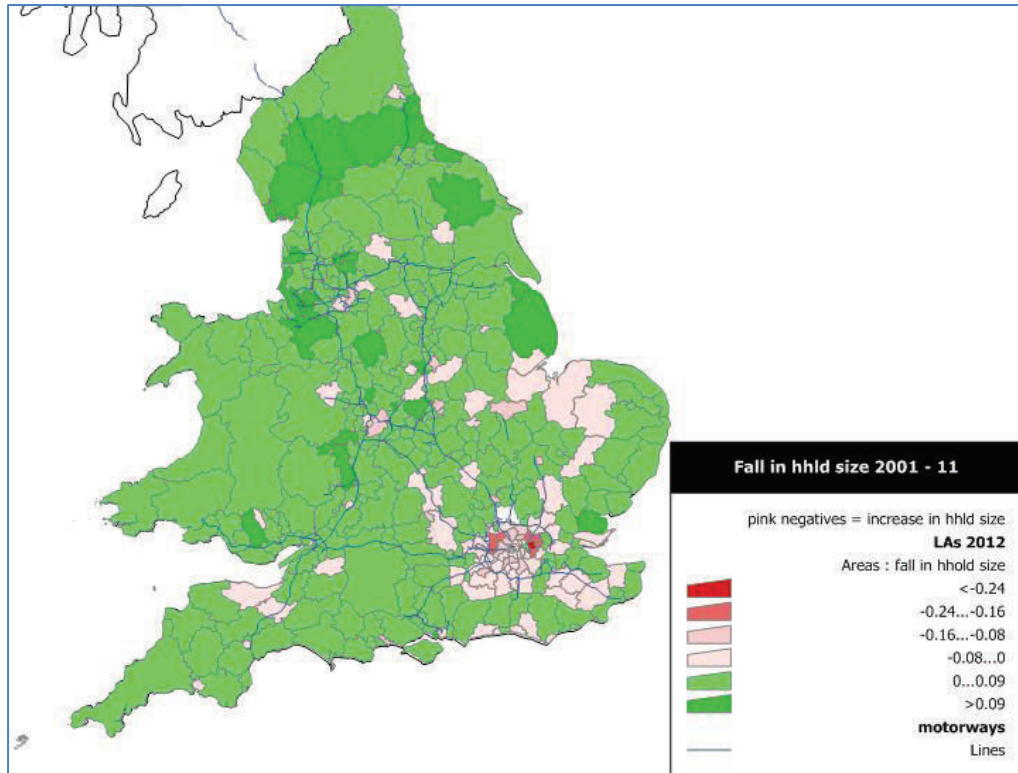 Fall in hhld size 2001 - 11
pink negatives = increase in hhld size
LAs 2012
Areas : fall in hhold size
<-0.24
-0.24...-0.16
-0.16...-0.08
-0.08...0
0...0.09
>0.09
motorways
Lines